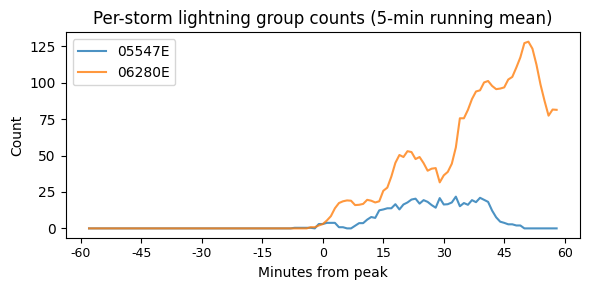 Per-storm lightning group counts (5-min running mean)
Count
125
100
75
50
25
0
05547E
06280E
-60 -45 -30 -15 0 15 30 45 60
Minutes from peak